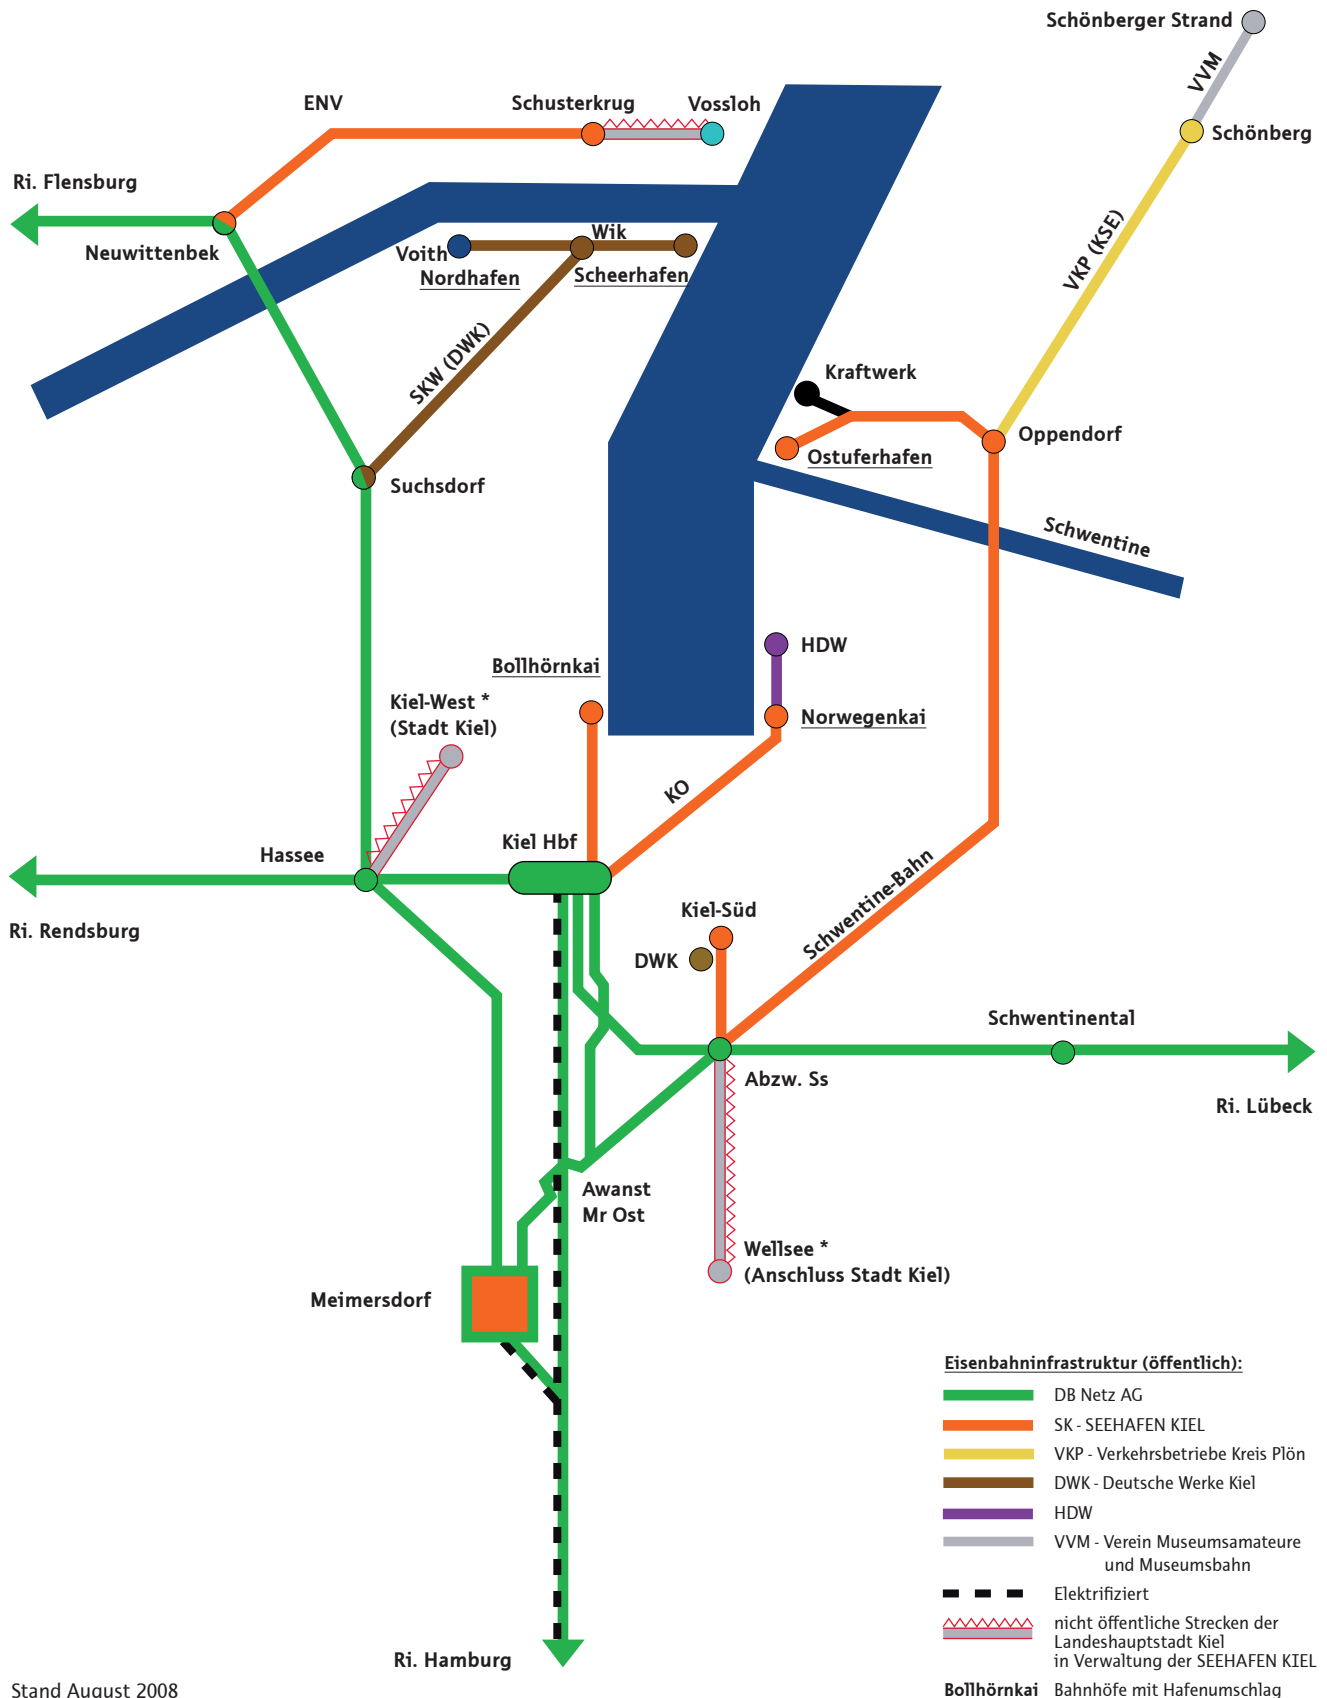 Schönberger Strand
VVM
ENV
Schusterkrug
Vossloh
Schönberg
Ri. Flensburg
Neuwittenbek
Voith
Wik
Nordhafen
Scheerhafen
VKP (KSE)
SKW (DWK)
Kraftwerk
Oppendorf
Ostuferhafen
Suchsdorf
Schwentine
HDW
Bollhörnkai
Kiel-West *
(Stadt Kiel)
Norwegenkai
KO
Kiel Hbf
Hassee
Schwentine-Bahn
Kiel-Süd
Ri. Rendsburg
DWK
Schwentinental
Abzw. Ss
Ri. Lübeck
Awanst
Mr Ost
Wellsee *
(Anschluss Stadt Kiel)
Meimersdorf
Eisenbahninfrastruktur (öffentlich):
DB Netz AG
SK - SEEHAFEN KIEL
VKP - Verkehrsbetriebe Kreis Plön
DWK - Deutsche Werke Kiel
HDW
VVM - Verein Museumsamateure
und Museumsbahn
Elektrifiziert
nicht öffentliche Strecken der
Landeshauptstadt Kiel
in Verwaltung der SEEHAFEN KIEL
Bollhörnkai Bahnhöfe mit Hafenumschlag
Ri. Hamburg
Stand August 2008